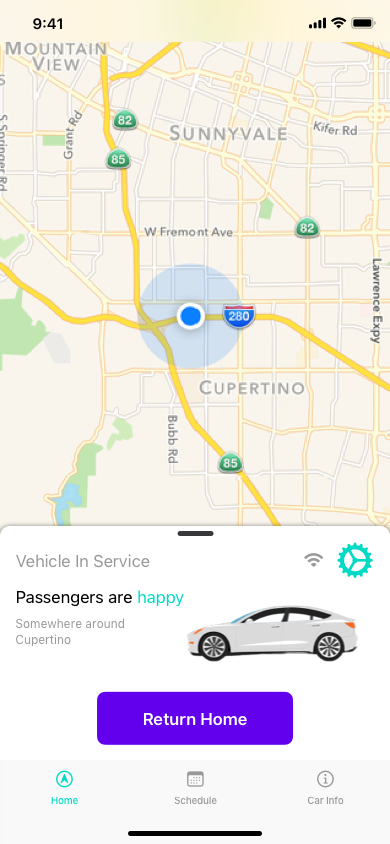 9:41
MOUNTAIN
VIEW
82
Grant Rd
SUNNYVALE
Kifer Rd
S Springer Rd
85
W Fremont Ave
82
Lawrence Expy
280
CUPERTINO
Bubb Rd
85
Vehicle In Service
Passengers are happy
Somewhere around
Cupertino
Return Home
Home
Schedule
Car Info